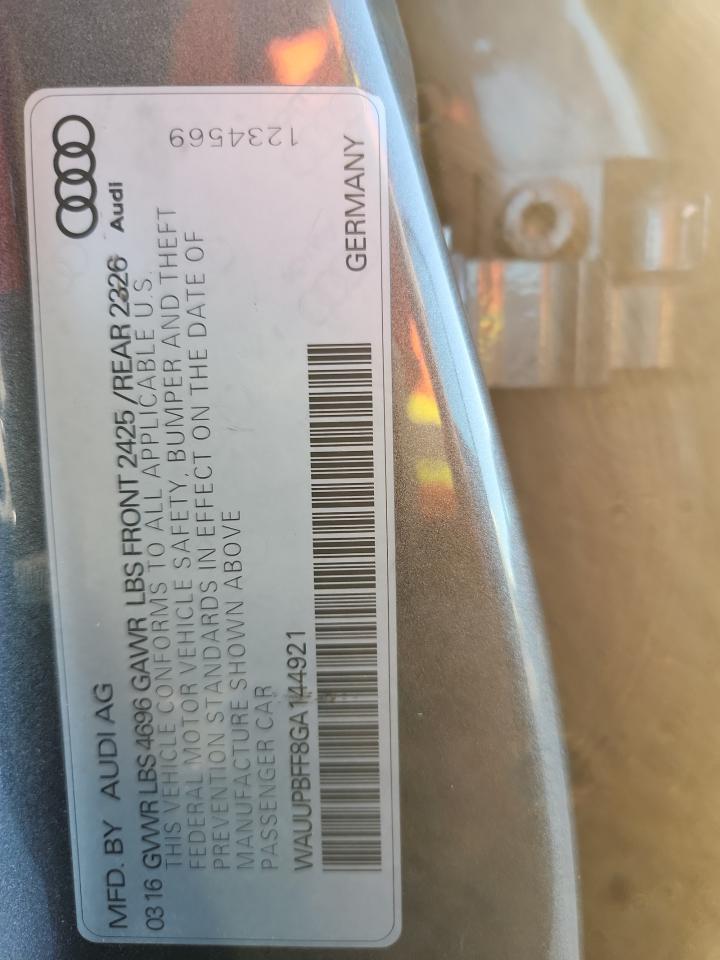 MFD. BY AUDI AG
Audi
03 16 GVWR LBS 4696 GAWR LBS FRONT 2425 /REAR 2326
THIS VEHICLE CONFORMS TO ALL APPLICABLE U.S.
FEDERAL MOTOR VEHICLE SAFETY, BUMPER AND THEFT
PREVENTION STANDARDS IN EFFECT ON THE DATE OF
MANUFACTURE SHOWN ABOVE
PASSENGER CAR
WAUUPBFF8GA144921
GERMANY
1234569